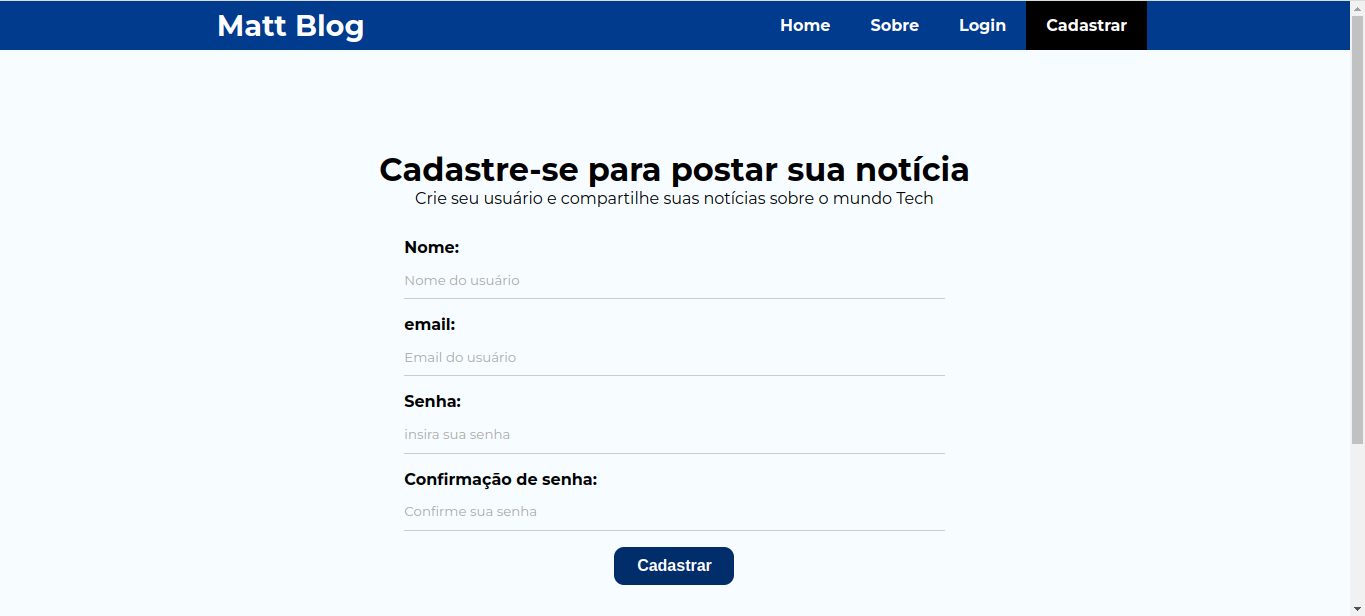 Matt Blog
Home Sobre Login Cadastrar
Cadastre-se para postar sua notícia
Crie seu usuário e compartilhe suas notícias sobre o mundo Tech
Nome:
Nome do usuário
email:
Email do usuário
Senha:
insira sua senha
Confirmação de senha:
Confirme sua senha
Cadastrar